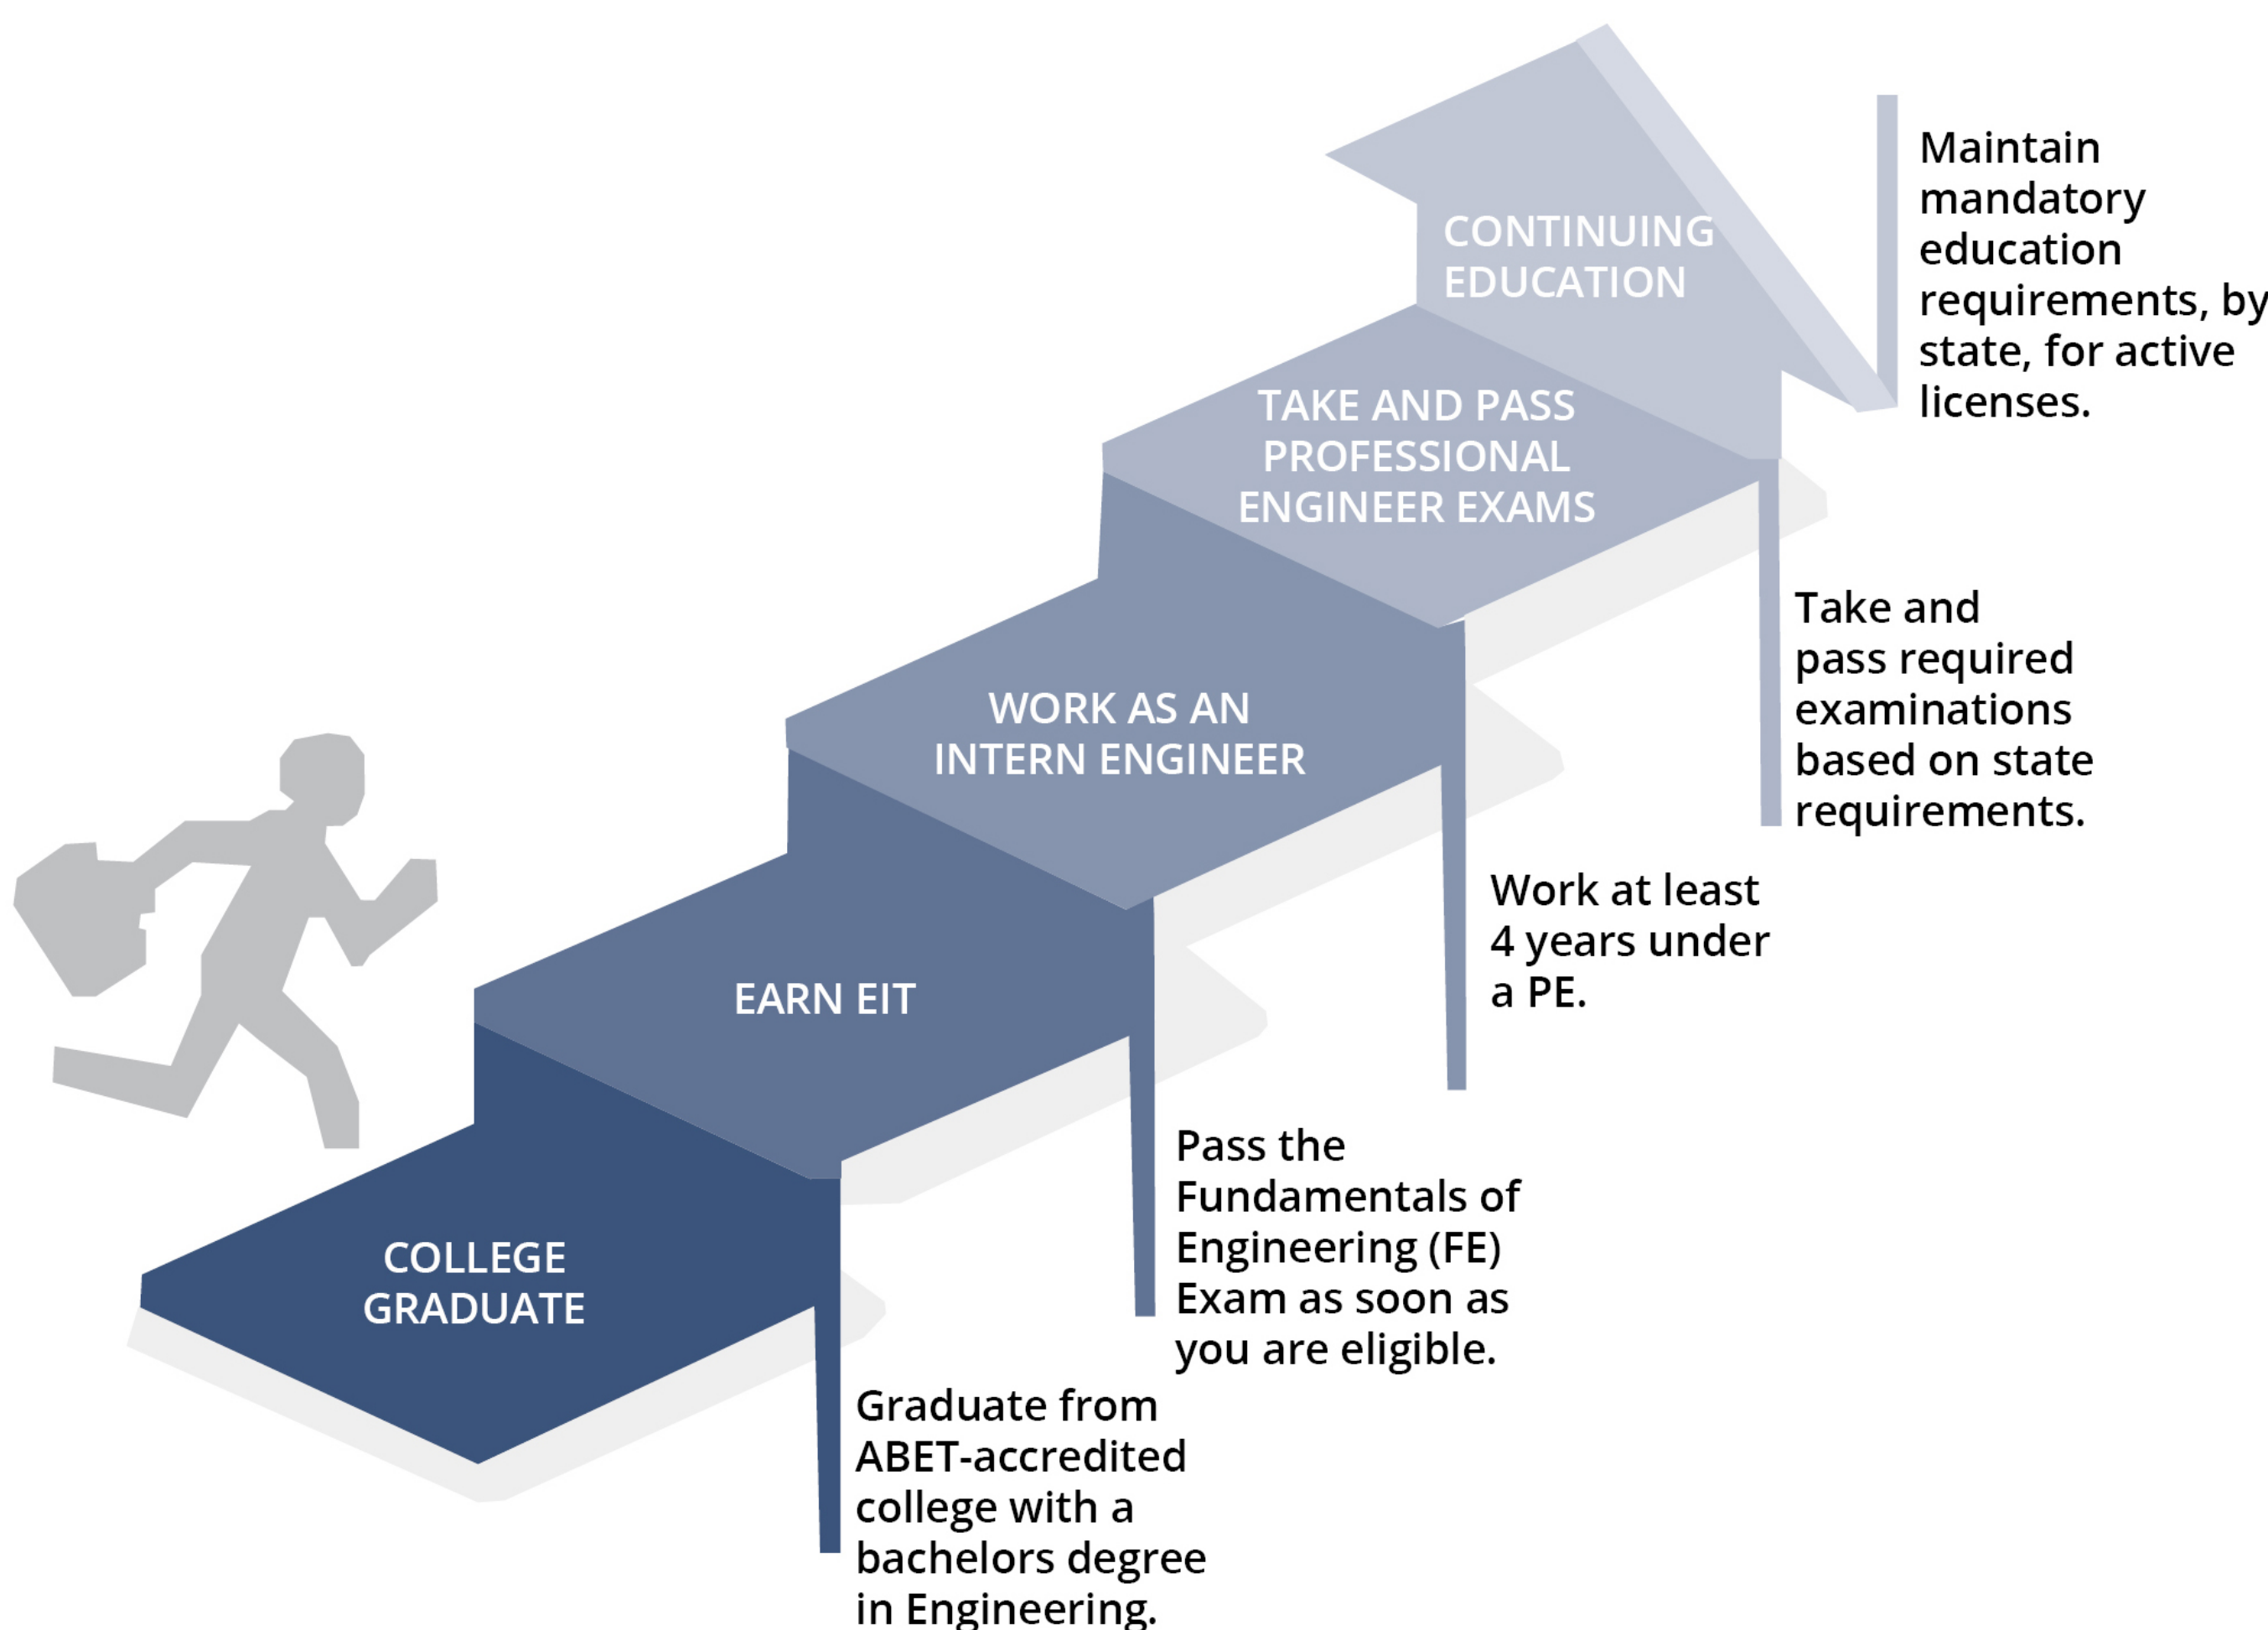 COLLEGE
GRADUATE
Graduate from
ABET-accredited
college with a
bachelors degree
in Engineering.
EARN EIT
Pass the
Fundamentals of
Engineering (FE)
Exam as soon as
you are eligible.
WORK AS AN
INTERN ENGINEER
Work at least
4 years under
a PE.
TAKE AND PASS
PROFESSIONAL
ENGINEER EXAMS
Take and
pass required
examinations
based on state
requirements.
CONTINUING
EDUCATION
Maintain
mandatory
education
requirements, by
state, for active
licenses.